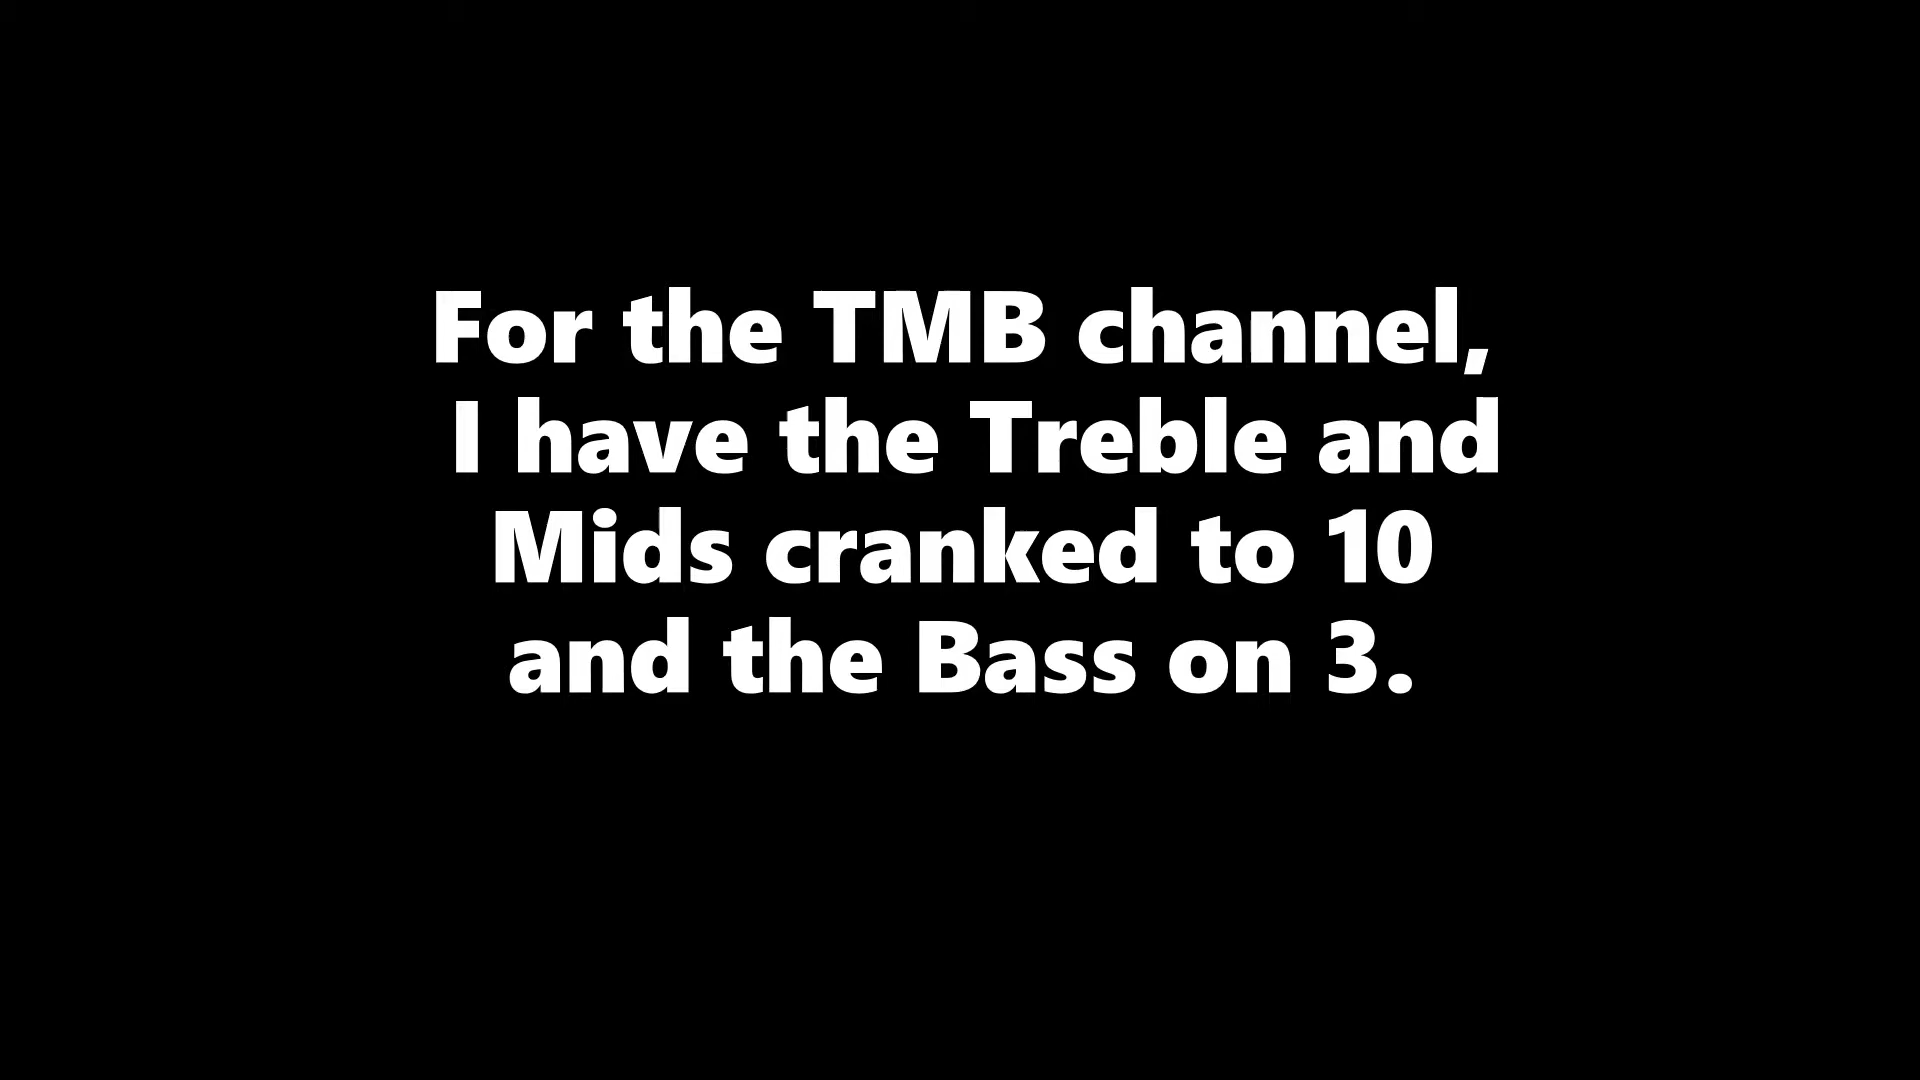 For the TMB channel,
I have the Treble and
Mids cranked to 10
and the Bass on 3.